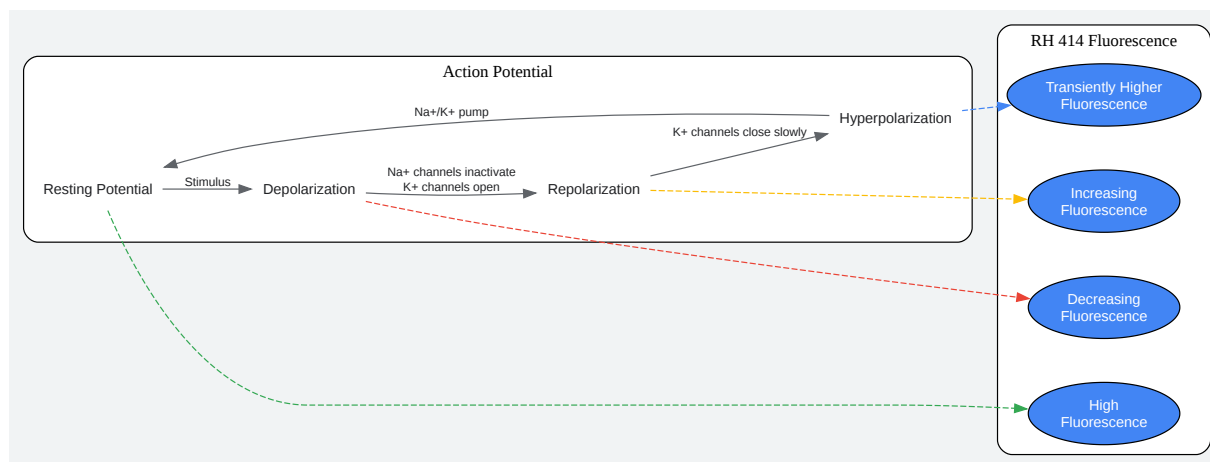 RH 414 Fluorescence
Action Potential
Transiently Higher
Fluorescence
Na+/K+ pump
Hyperpolarization
K+ channels close slowly
Na+ channels inactivate
K+ channels open
Resting Potential
Stimulus
Depolarization
Repolarization
Increasing
Fluorescence
Decreasing
Fluorescence
High
Fluorescence